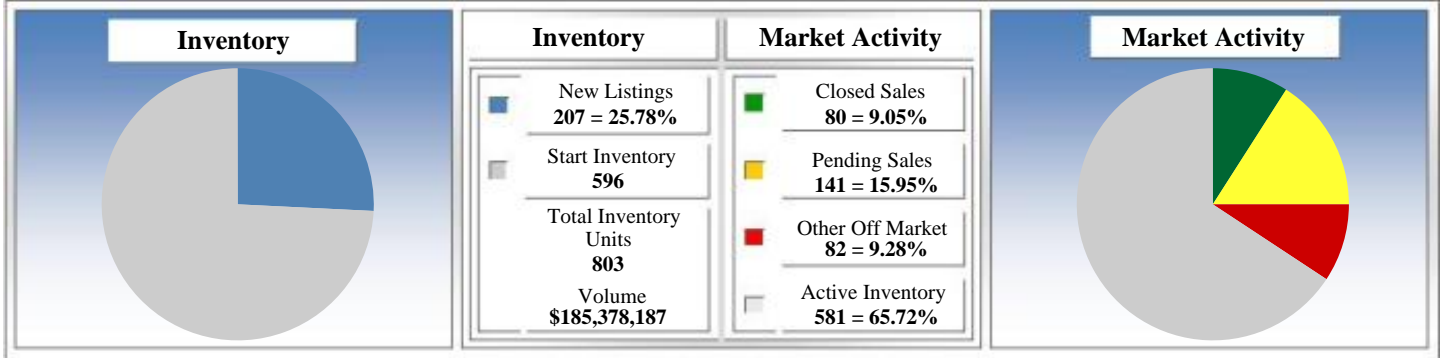 Inventory
Inventory
Market Activity
Market Activity
New Listings
207 = 25.78%
Start Inventory
596
Total Inventory
Units
803
Volume
$185,378,187
Closed Sales
80 = 9.05%
Pending Sales
141 = 15.95%
Other Off Market
82 = 9.28%
Active Inventory
581 = 65.72%